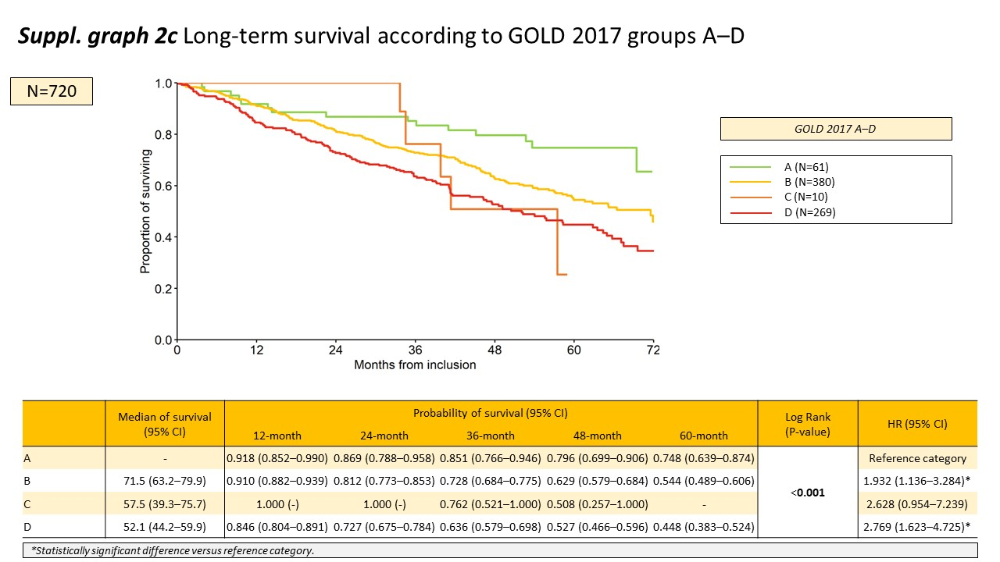 Suppl. graph 2c Long-term survival according to GOLD 2017 groups A–D
N=720
Proportion of surviving
1.0
0.8
0.6
0.4
0.2
0.0
0 12 24 36 48 60 72
Months from inclusion
GOLD 2017 A–D
A (N=61)
B (N=380)
C (N=10)
D (N=269)
Median of survival (95% CI) Probability of survival (95% CI) Log Rank (P-value) HR (95% CI)
12-month 24-month 36-month 48-month 60-month
A - 0.918 (0.852–0.990) 0.869 (0.788–0.958) 0.851 (0.766–0.946) 0.796 (0.699–0.906) 0.748 (0.639–0.874) Reference category
B 71.5 (63.2–79.9) 0.910 (0.882–0.939) 0.812 (0.773–0.853) 0.728 (0.684–0.775) 0.629 (0.579–0.684) 0.544 (0.489–0.606) 1.932 (1.136–3.284)*
<0.001
C 57.5 (39.3–75.7) 1.000 (-) 1.000 (-) 0.762 (0.521–1.000) 0.508 (0.257–1.000) - 2.628 (0.954–7.239)
D 52.1 (44.2–59.9) 0.846 (0.804–0.891) 0.727 (0.675–0.784) 0.636 (0.579–0.698) 0.527 (0.466–0.596) 0.448 (0.383–0.524) 2.769 (1.623–4.725)*
*Statistically significant difference versus reference category.